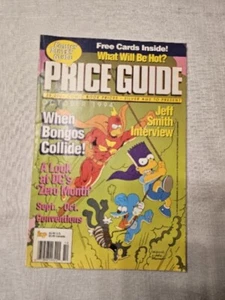 Free Cards Inside!
What Will Be Hot?
PRICE GUIDE
Jeff
Smith
Interview
When
Bongos
Collide!
A Look
at DC's
Zero Month
Sept.- Oct.
Conventions